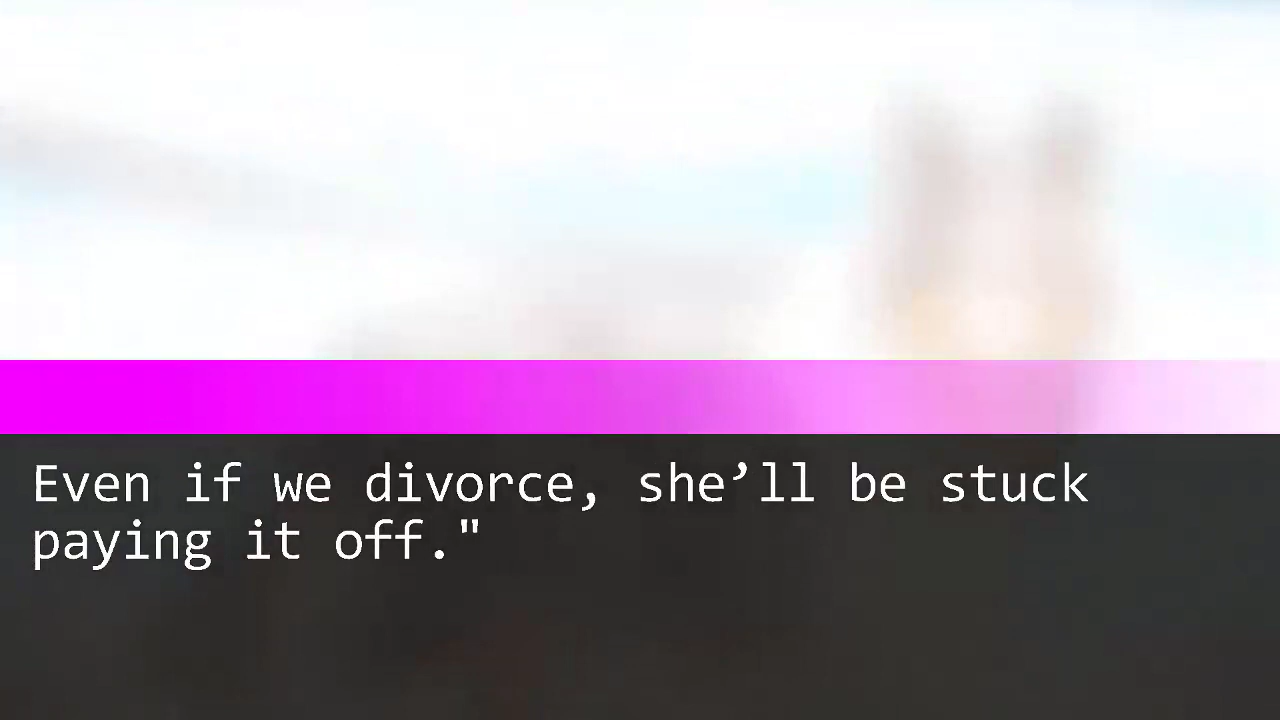 Even if we divorce, she’ll be stuck
paying it off."